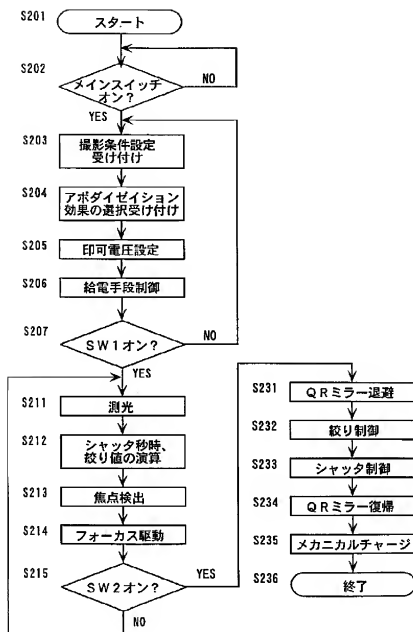 S201
スタート
S202
メインスイッチ
オン？
NO
YES
S203
撮影条件設定
受け付け
S204
アポダイゼイション
効果の選択受け付け
S205
印可電圧設定
S206
給電手段制御
S207
SW1オン？
NO
YES
S211
測光
S212
シャッタ秒時、
絞り値の演算
S213
焦点検出
S214
フォーカス駆動
S215
SW2オン？
YES
NO
S231
QRミラー退避
S232
絞り制御
S233
シャッタ制御
S234
QRミラー復帰
S235
メカニカルチャージ
S236
終了